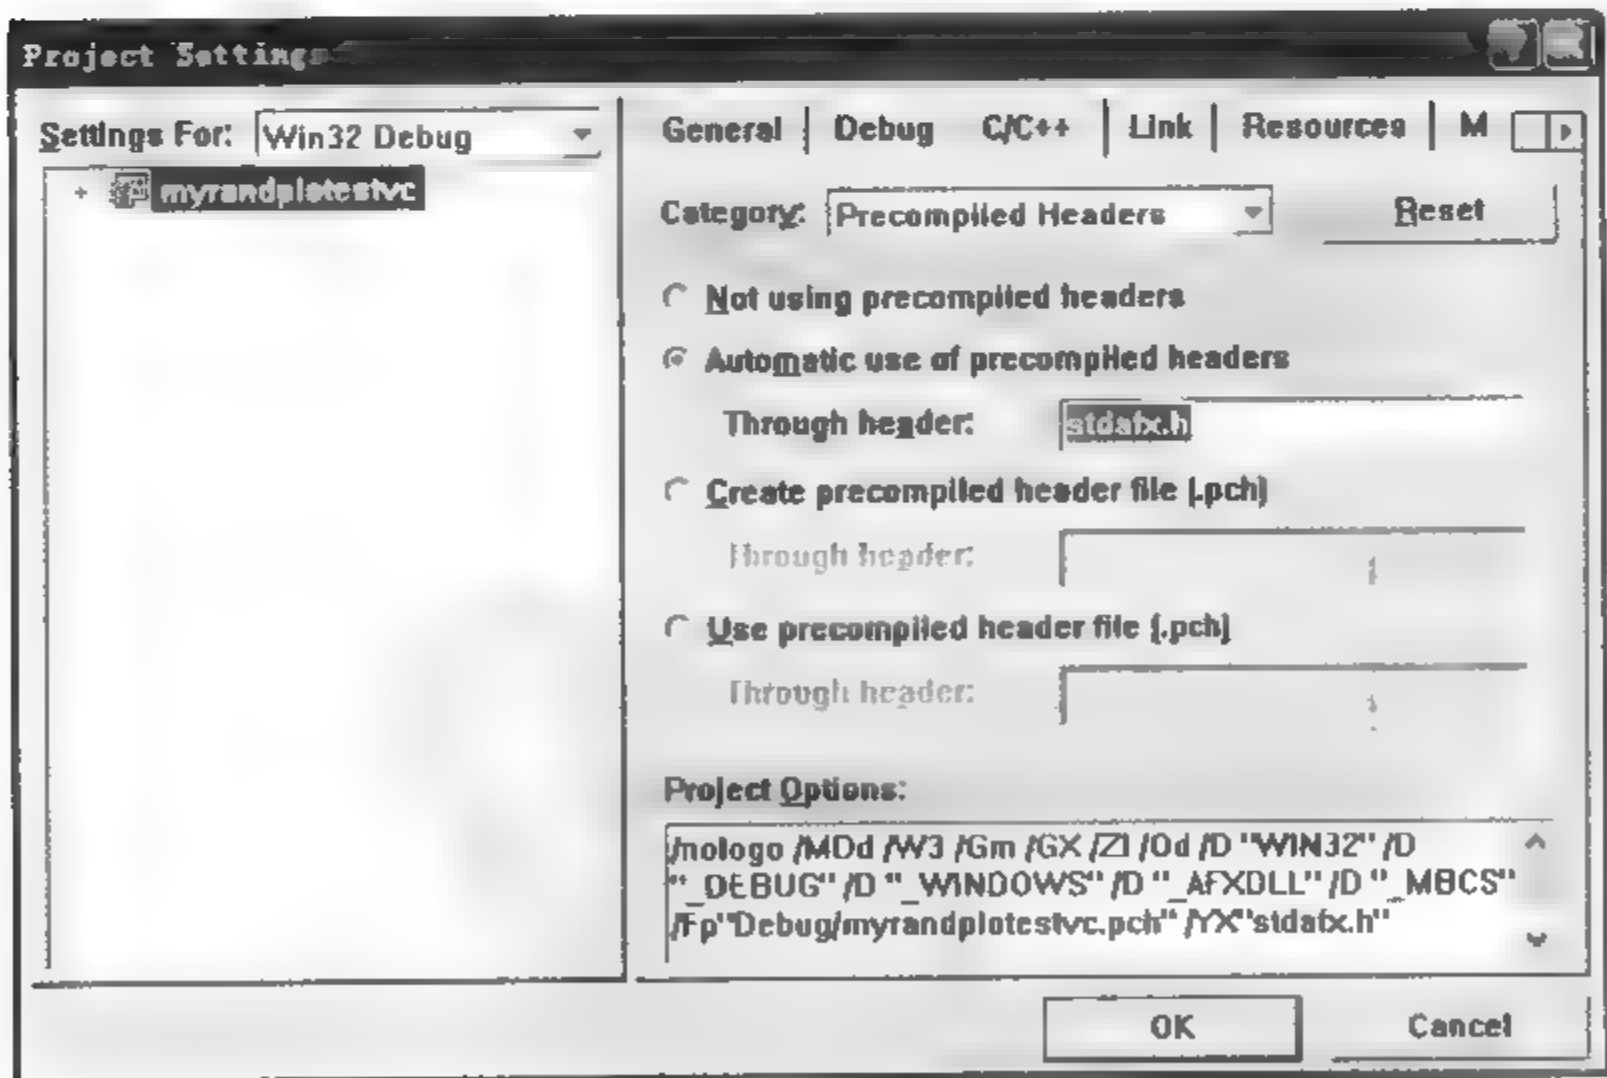 Project Settings
Settings For: Win32 Debug
myrandplotestvc
General Debug C/C++ Link Resources M
Category: Precompiled Headers Reset
Not using precompiled headers
Automatic use of precompiled headers
Through header: stdafx.h
Create precompiled header file (.pch)
Through header:
Use precompiled header file (.pch)
Through header:
Project Options:
/nologo /MDd /W3 /Gm /GX /ZI /Od /D "WIN32" /D
"_DEBUG" /D "_WINDOWS" /D "_AFXDLL" /D "_MBCS"
/Fp"Debug/myrandplotestvc.pch" /YX"stdafx.h"
OK Cancel